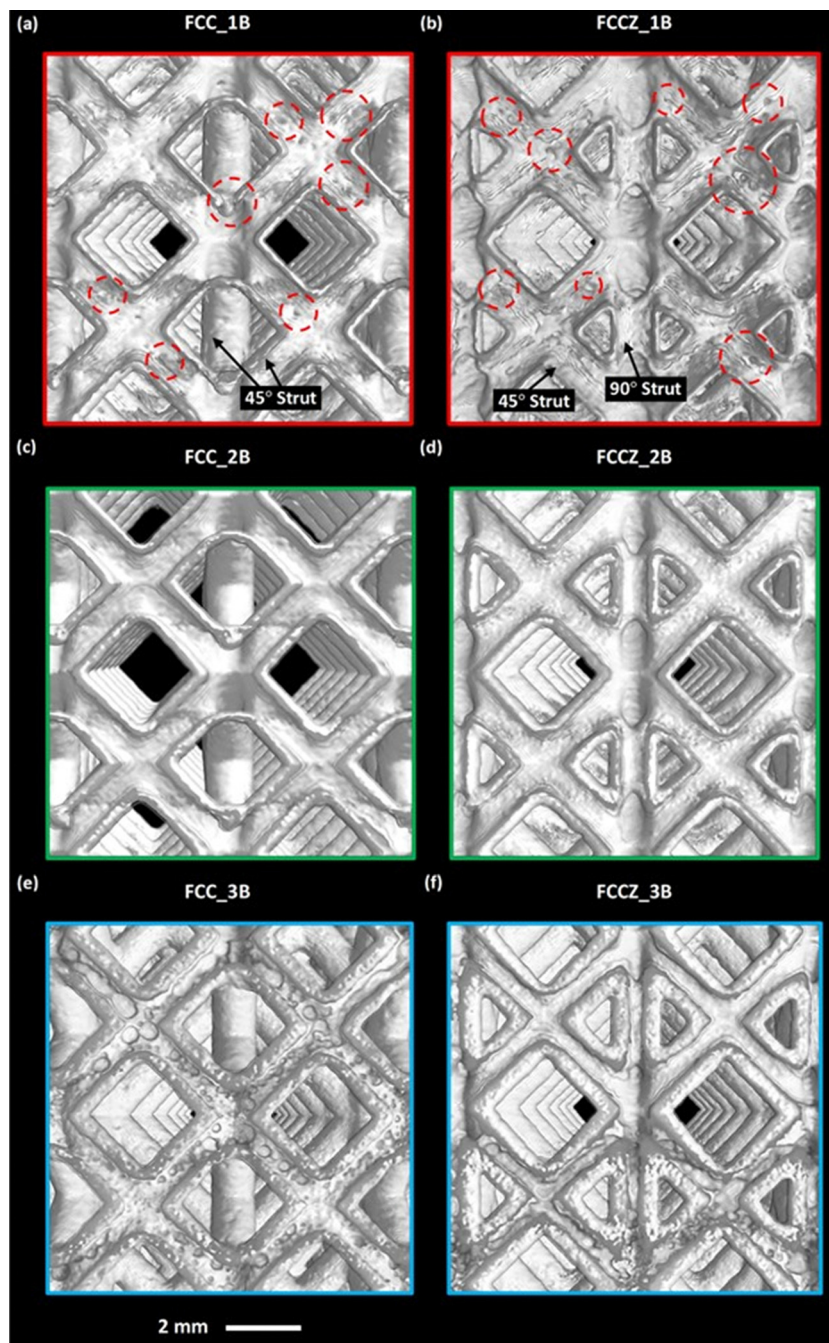 (a) FCC_1B
(b) FCCZ_1B
45° Strut
45° Strut
90° Strut
(c) FCC_2B
(d) FCCZ_2B
(e) FCC_3B
(f) FCCZ_3B
2 mm